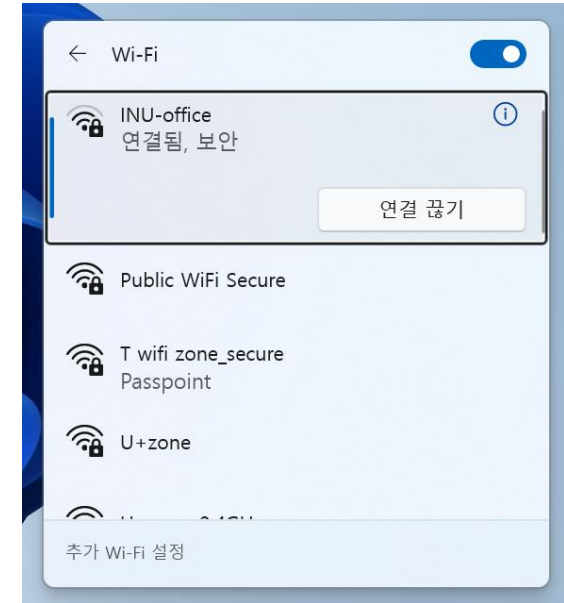 Wi-Fi
INU-office
연결됨, 보안
연결 끊기
Public WiFi Secure
T wifi zone_secure
Passpoint
U+zone
추가 Wi-Fi 설정